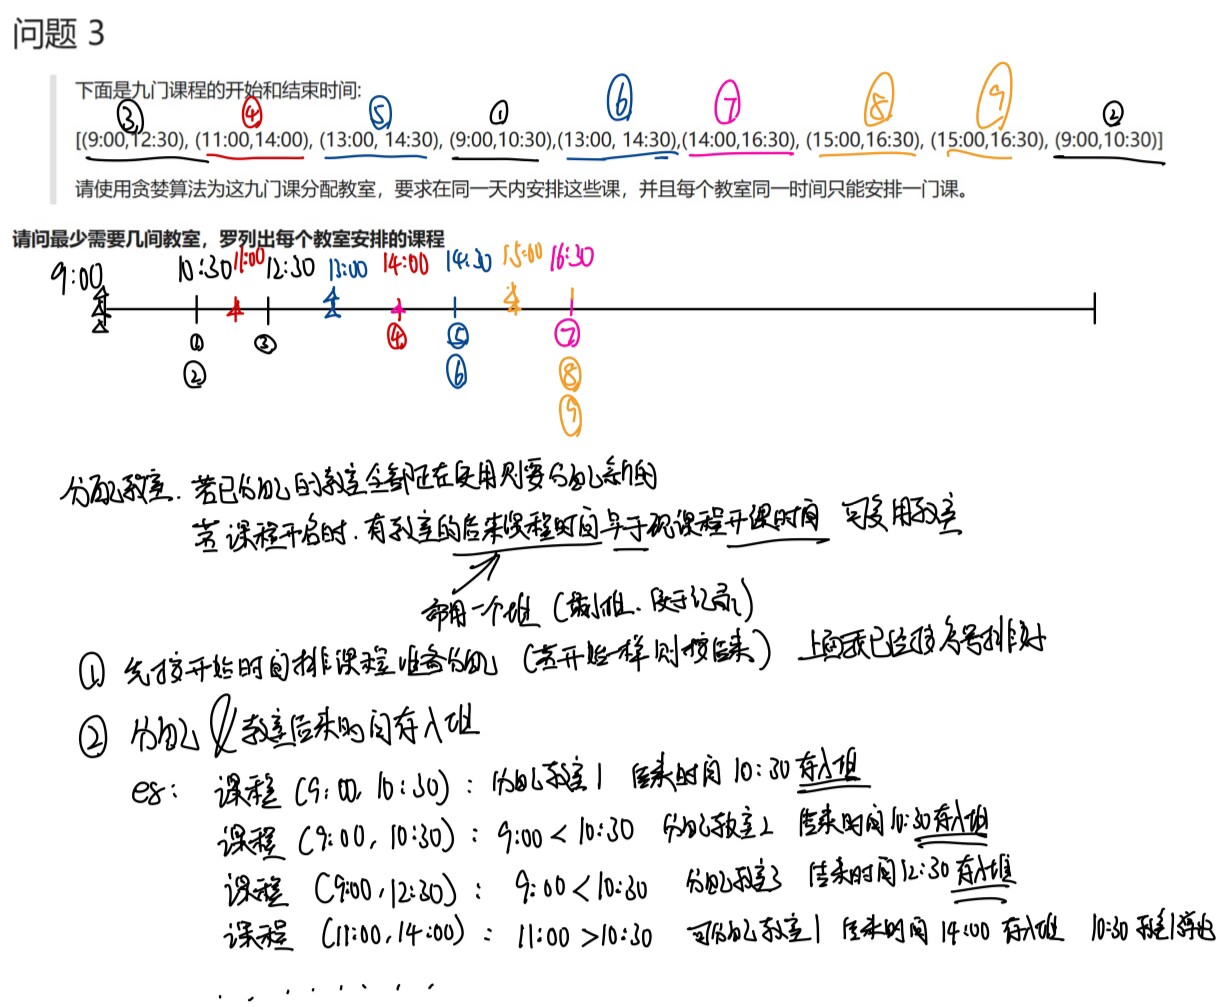 问题 3
下面是九门课程的开始和结束时间:
③ ④ ⑤ ① ⑥ ⑦ ⑧ ⑨ ②
[(9:00,12:30), (11:00,14:00), (13:00, 14:30), (9:00,10:30),(13:00, 14:30),(14:00,16:30), (15:00,16:30), (15:00,16:30), (9:00,10:30)]
请使用贪婪算法为这九门课分配教室，要求在同一天内安排这些课，并且每个教室同一时间只能安排一门课。
请问最少需要几间教室，罗列出每个教室安排的课程
9:00 10:30 11:00 12:30 13:00 14:00 14:30 15:00 16:30
① ③ ④ ⑤ ⑦
② ⑥ ⑧
⑨
分配教室. 若已分配的教室全部正在使用则要分配新的
若课程开始时.有教室的结束课程时间早于现课程开课时间 可复用教室
帮用一个堆 (最小堆.便于记录)
① 先按开始时间排课程准备分配 (若开始一样则按结束) 上面我已经按序号排好
② 分配 教室结束时间存入堆
eg: 课程 (9:00, 10:30) : 分配教室1 结束时间 10:30 存入堆
课程 (9:00, 10:30) : 9:00 < 10:30 分配教室2 结束时间 10:30 存入堆
课程 (9:00, 12:30) : 9:00 < 10:30 分配教室3 结束时间 12:30 存入堆
课程 (11:00, 14:00) : 11:00 > 10:30 可分配教室1 结束时间 14:00 存入堆 10:30 教室1弹出
. . . . . . . .